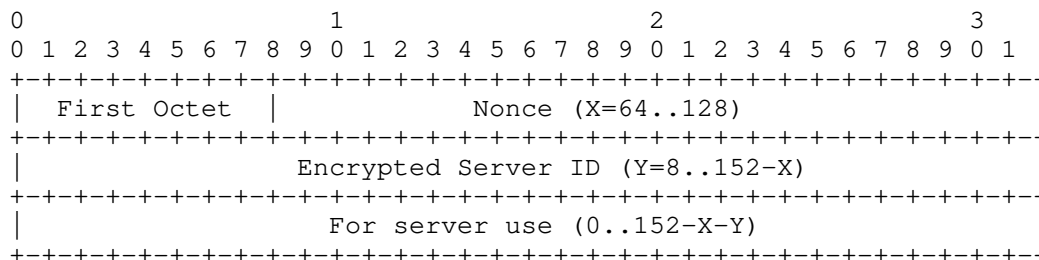 0                   1                   2                   3
0 1 2 3 4 5 6 7 8 9 0 1 2 3 4 5 6 7 8 9 0 1 2 3 4 5 6 7 8 9 0 1
+-+-+-+-+-+-+-+-+-+-+-+-+-+-+-+-+-+-+-+-+-+-+-+-+-+-+-+-+-+-+-+-
|  First Octet  |            Nonce (X=64..128)
+-+-+-+-+-+-+-+-+-+-+-+-+-+-+-+-+-+-+-+-+-+-+-+-+-+-+-+-+-+-+-+-
|                 Encrypted Server ID (Y=8..152-X)
+-+-+-+-+-+-+-+-+-+-+-+-+-+-+-+-+-+-+-+-+-+-+-+-+-+-+-+-+-+-+-+-
|                   For server use (0..152-X-Y)
+-+-+-+-+-+-+-+-+-+-+-+-+-+-+-+-+-+-+-+-+-+-+-+-+-+-+-+-+-+-+-+-